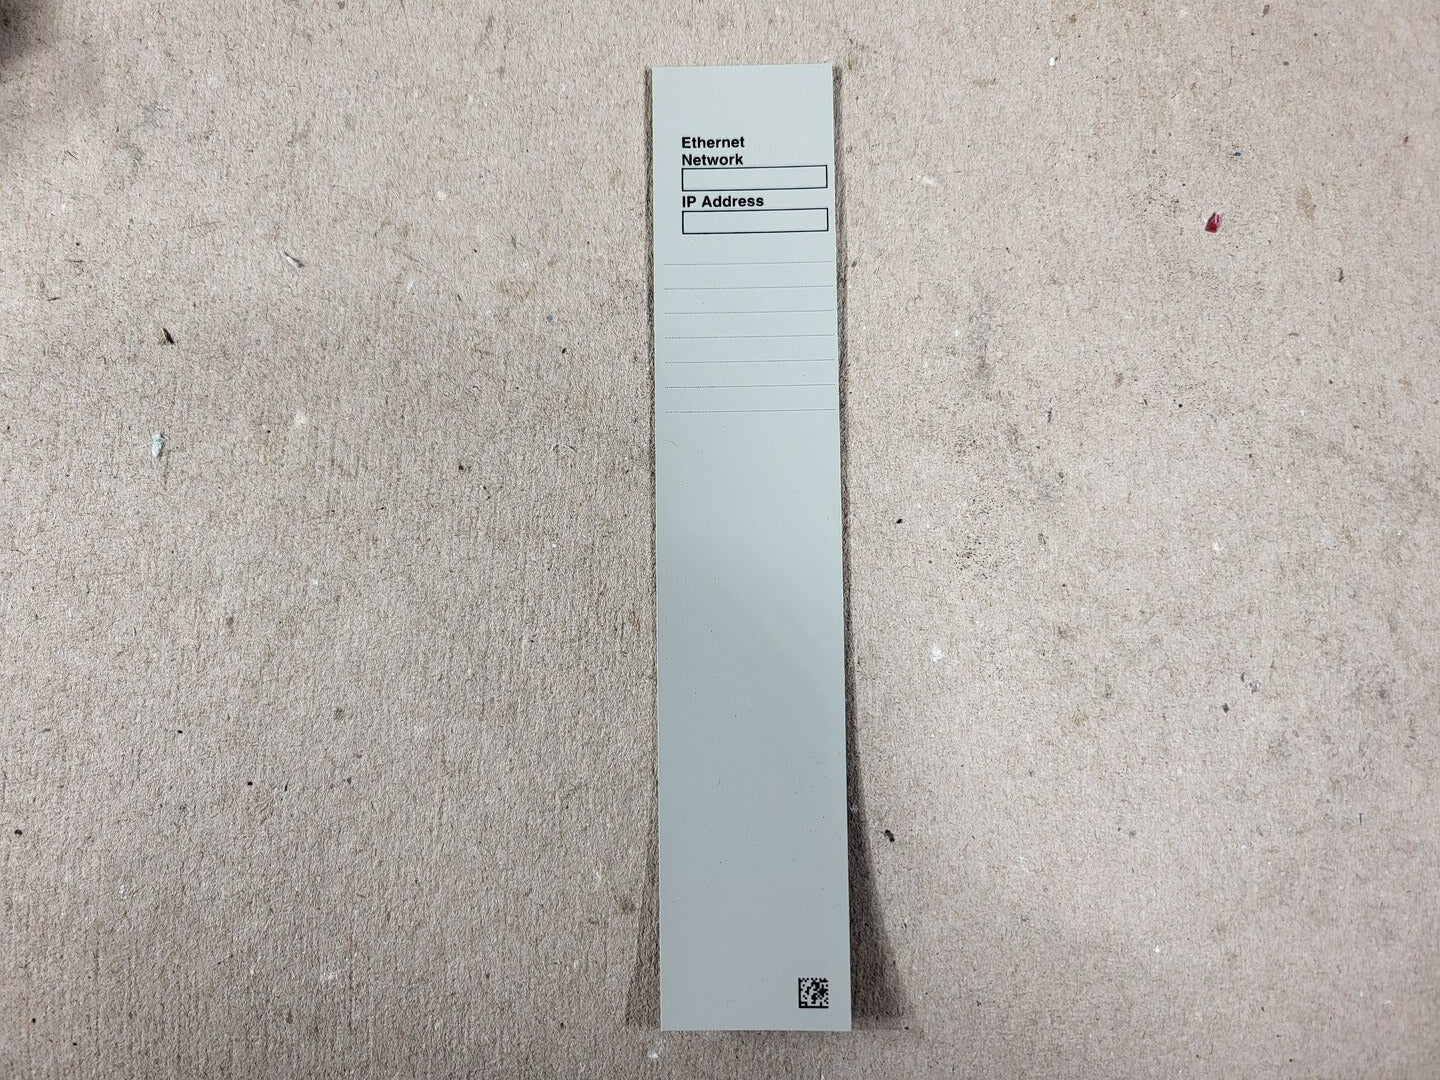 Ethernet
Network
IP Address